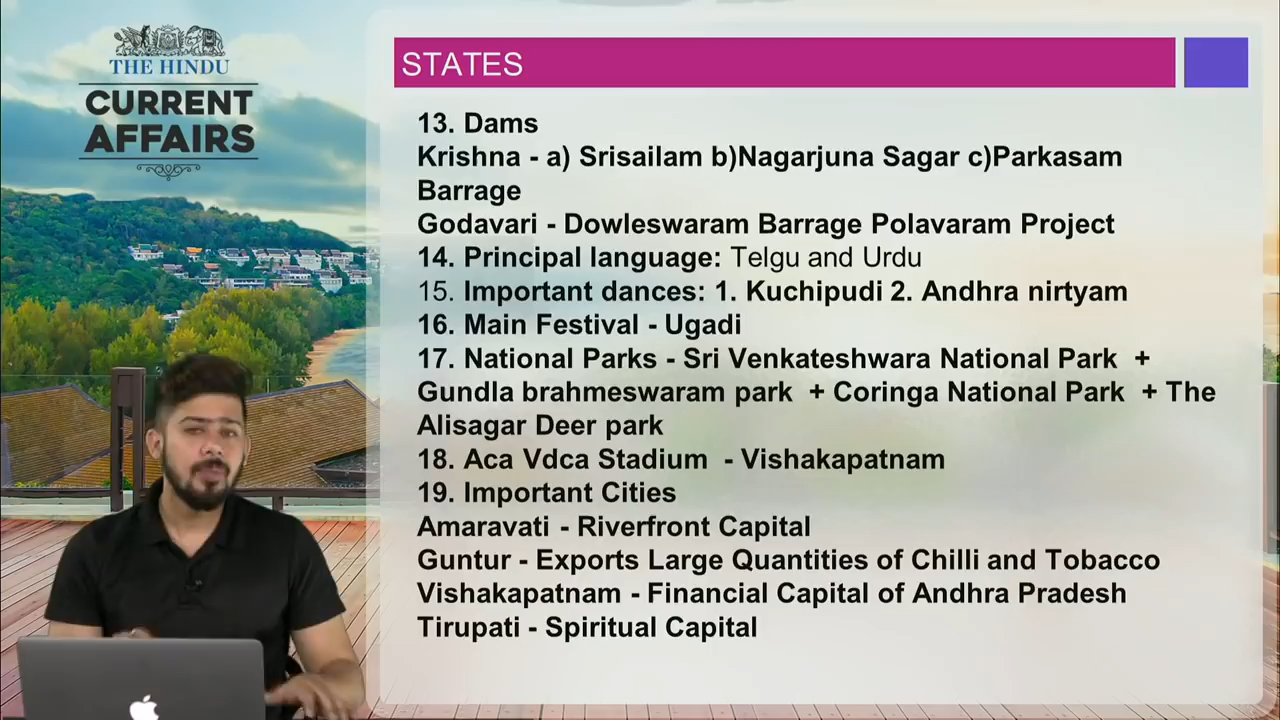 THE HINDU
CURRENT
AFFAIRS
STATES
13. Dams
Krishna - a) Srisailam b)Nagarjuna Sagar c)Parkasam
Barrage
Godavari - Dowleswaram Barrage Polavaram Project
14. Principal language: Telgu and Urdu
15. Important dances: 1. Kuchipudi 2. Andhra nirtyam
16. Main Festival - Ugadi
17. National Parks - Sri Venkateshwara National Park +
Gundla brahmeswaram park + Coringa National Park + The
Alisagar Deer park
18. Aca Vdca Stadium - Vishakapatnam
19. Important Cities
Amaravati - Riverfront Capital
Guntur - Exports Large Quantities of Chilli and Tobacco
Vishakapatnam - Financial Capital of Andhra Pradesh
Tirupati - Spiritual Capital